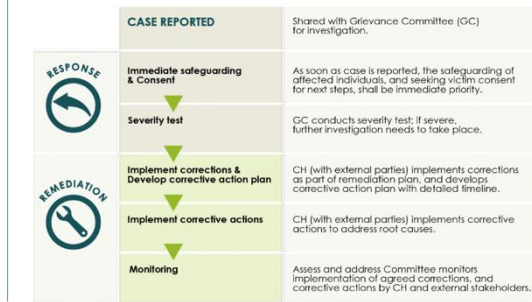 CASE REPORTED
Shared with Grievance Committee (GC)
for investigation.
RESPONSE
Immediate safeguarding
& Consent
As soon as case is reported, the safeguarding of
affected individuals, and seeking victim consent
for next steps, shall be immediate priority.
Severity test
GC conducts severity test; if severe,
further investigation needs to take place.
REMEDIATION
Implement corrections &
Develop corrective action plan
CH (with external parties) implements corrections
as part of remediation plan, and develops
corrective action plan with detailed timeline.
Implement corrective actions
CH (with external parties) implements corrective
actions to address root causes.
Monitoring
Assess and address Committee monitors
implementation of agreed corrections, and
corrective actions by CH and external stakeholders.